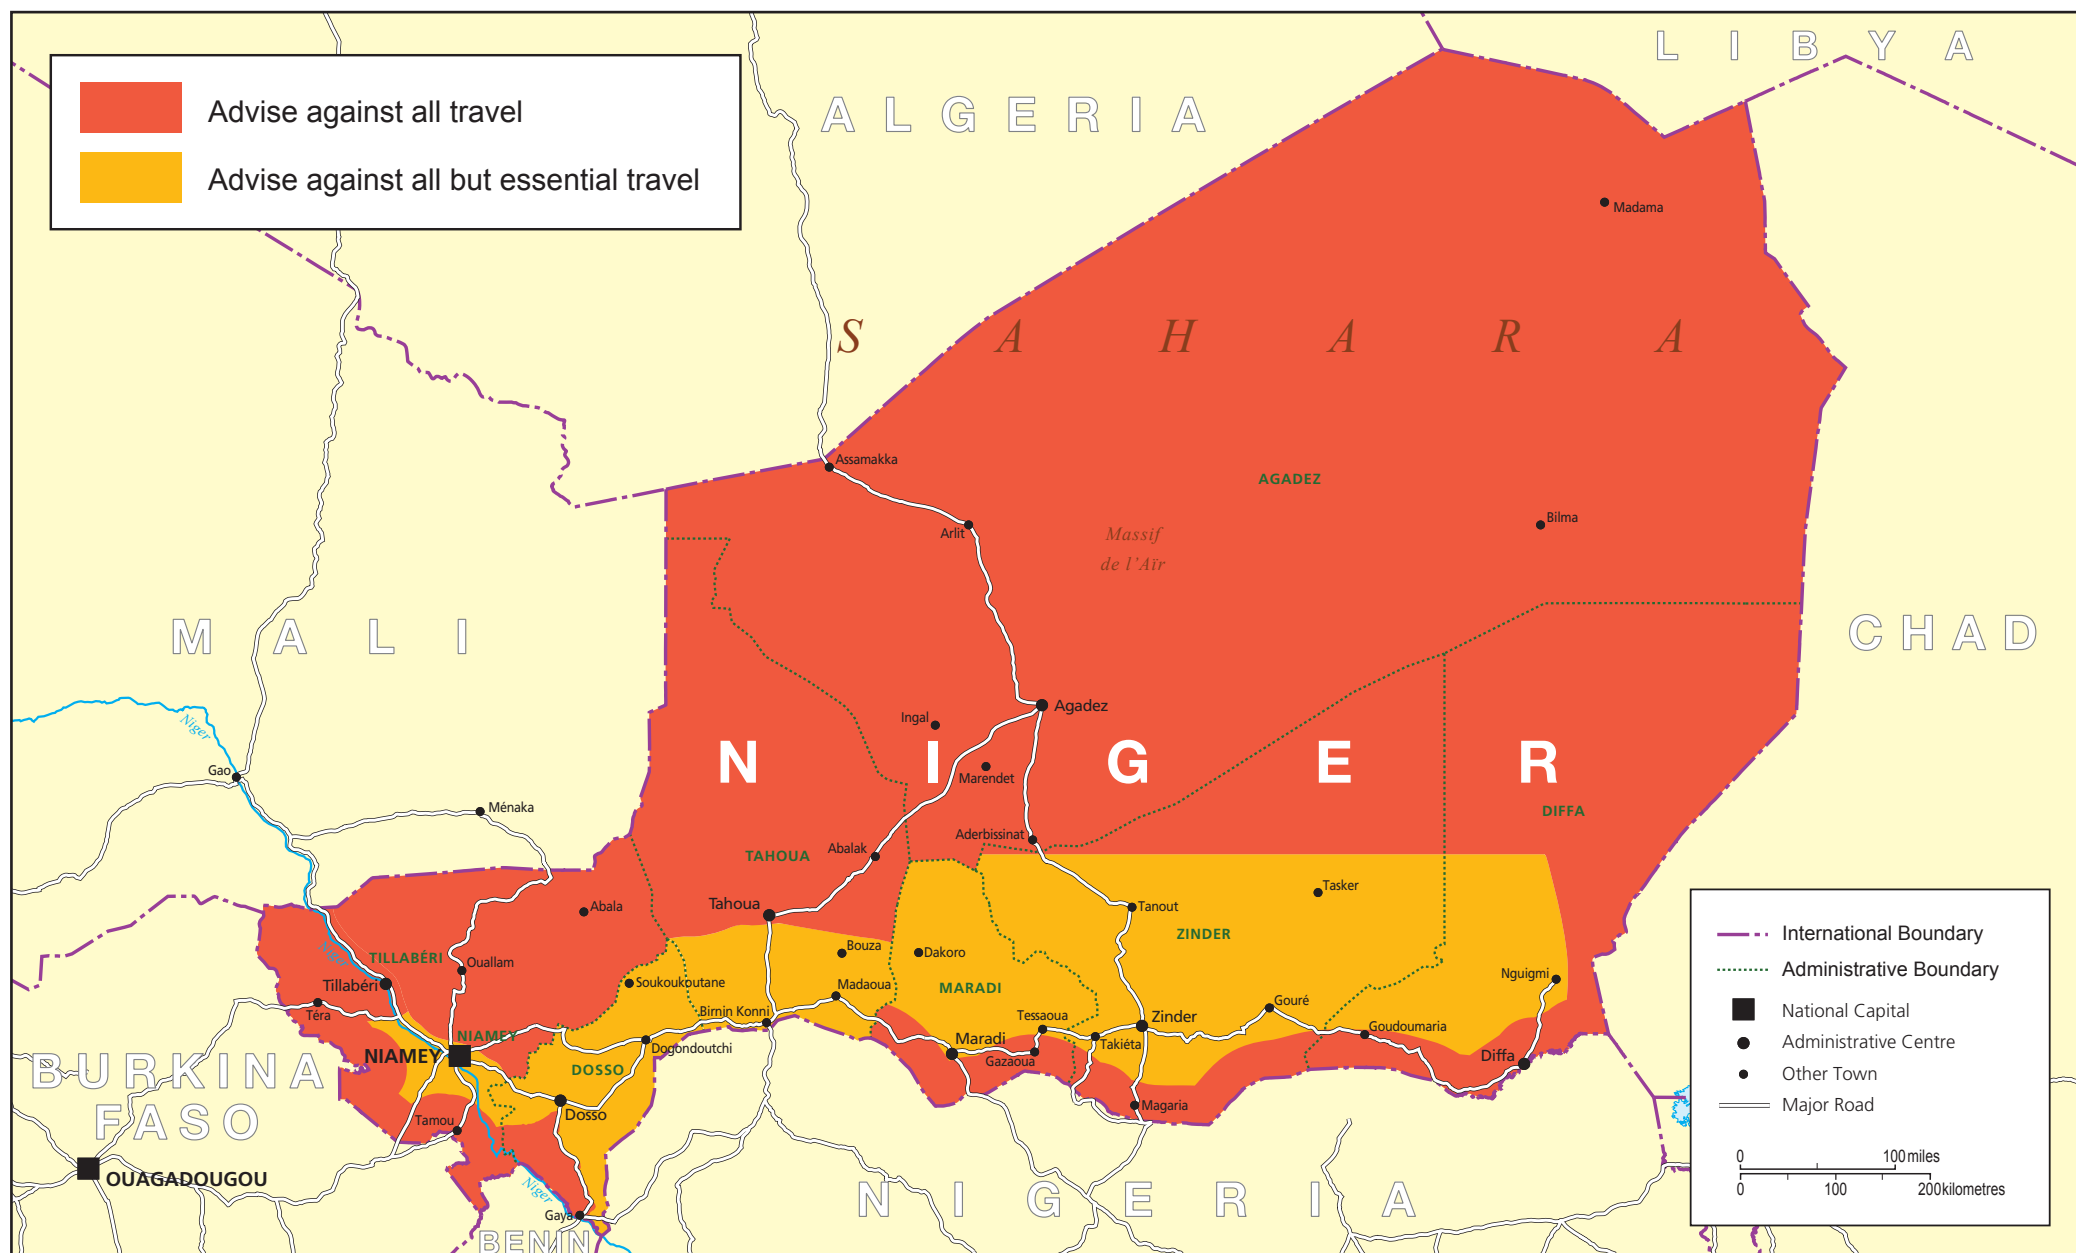 Advise against all travel
Advise against all but essential travel
ALGERIA
LIBYA
Madama
SAHARA
Assamakka
AGADEZ
Arlit
Bilma
Massif
de l'Aïr
MALI
CHAD
Niger
Agadez
Ingal
NIGER
Gao
Marendet
Ménaka
DIFFA
Aderbissinat
Abalak
TAHOUA
Tasker
Tahoua
Abala
Tanout
ZINDER
Bouza
Dakoro
Niger
TILLABÉRI
Ouallam
Nguigmi
Tillabéri
Soukoukoutane
Madaoua
MARADI
Téra
Birnin Konni
Gouré
Tessaoua
Zinder
NIAMEY
Goudoumaria
Maradi
Takiéta
NIAMEY
Dogondoutchi
Gazaoua
Diffa
DOSSO
BURKINA
FASO
Magaria
Dosso
Tamou
OUAGADOUGOU
Niger
NIGERIA
Gaya
BENIN
International Boundary
Administrative Boundary
National Capital
Administrative Centre
Other Town
Major Road
0 100 miles
0 100 200 kilometres